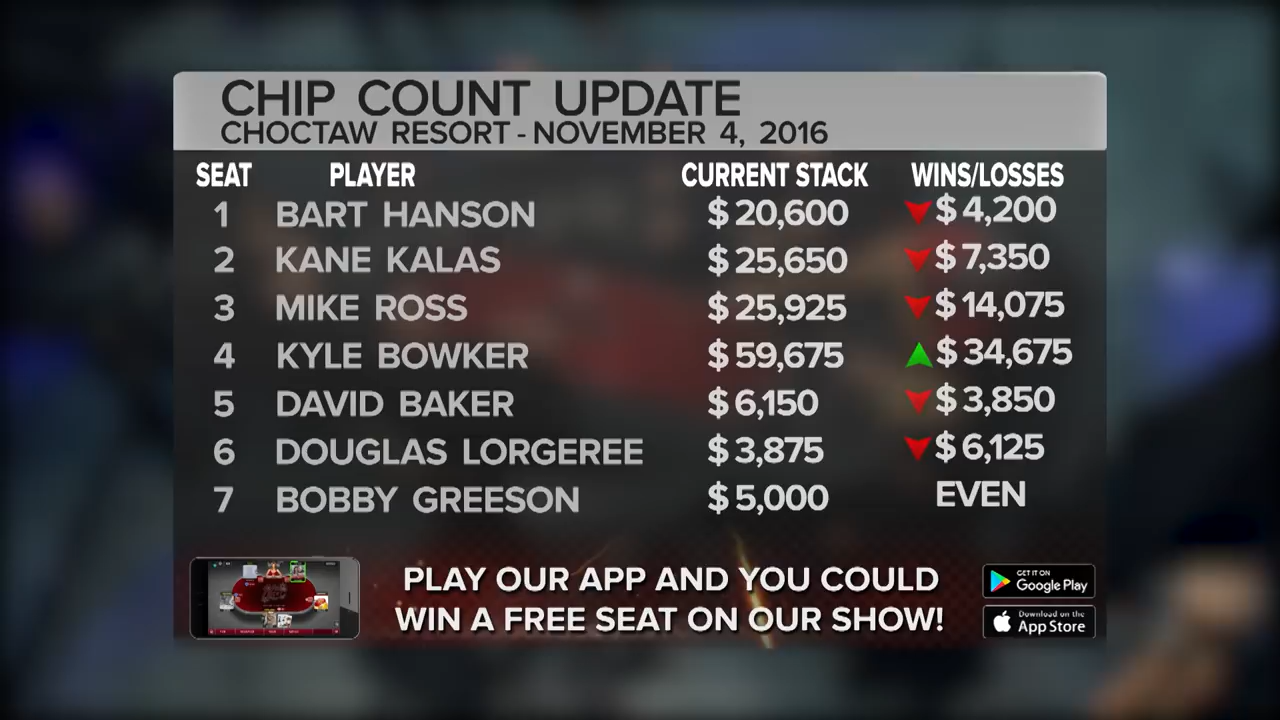 CHIP COUNT UPDATE
CHOCTAW RESORT - NOVEMBER 4, 2016
SEAT PLAYER CURRENT STACK WINS/LOSSES
1 BART HANSON $20,600 $4,200
2 KANE KALAS $25,650 $7,350
3 MIKE ROSS $25,925 $14,075
4 KYLE BOWKER $59,675 $34,675
5 DAVID BAKER $6,150 $3,850
6 DOUGLAS LORGEREE $3,875 $6,125
7 BOBBY GREESON $5,000 EVEN
PLAY OUR APP AND YOU COULD
WIN A FREE SEAT ON OUR SHOW!
GET IT ON
Google Play
Download on the
App Store